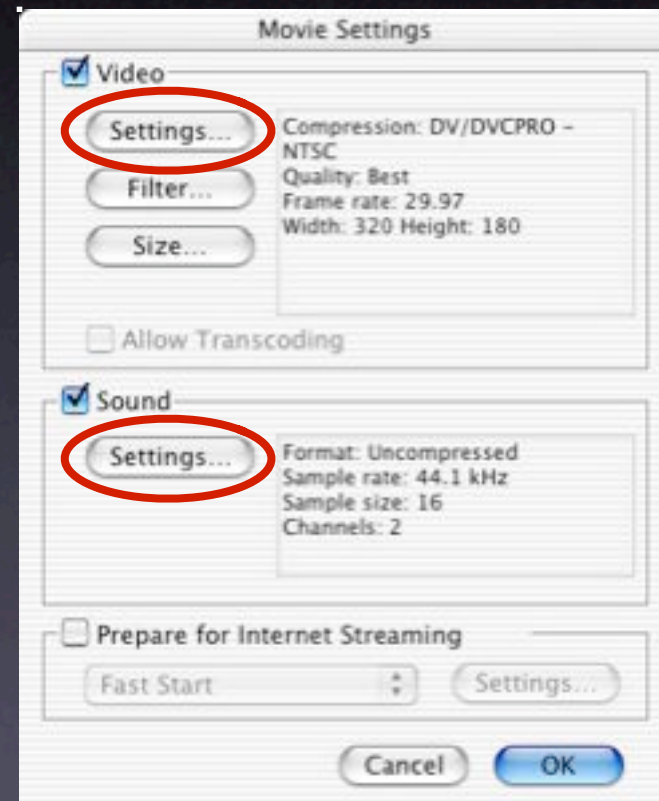 Movie Settings
Video
Settings...
Compression: DV/DVCPRO -
NTSC
Quality: Best
Frame rate: 29.97
Width: 320 Height: 180
Filter...
Size...
Allow Transcoding
Sound
Settings...
Format: Uncompressed
Sample rate: 44.1 kHz
Sample size: 16
Channels: 2
Prepare for Internet Streaming
Fast Start
Settings...
Cancel
OK